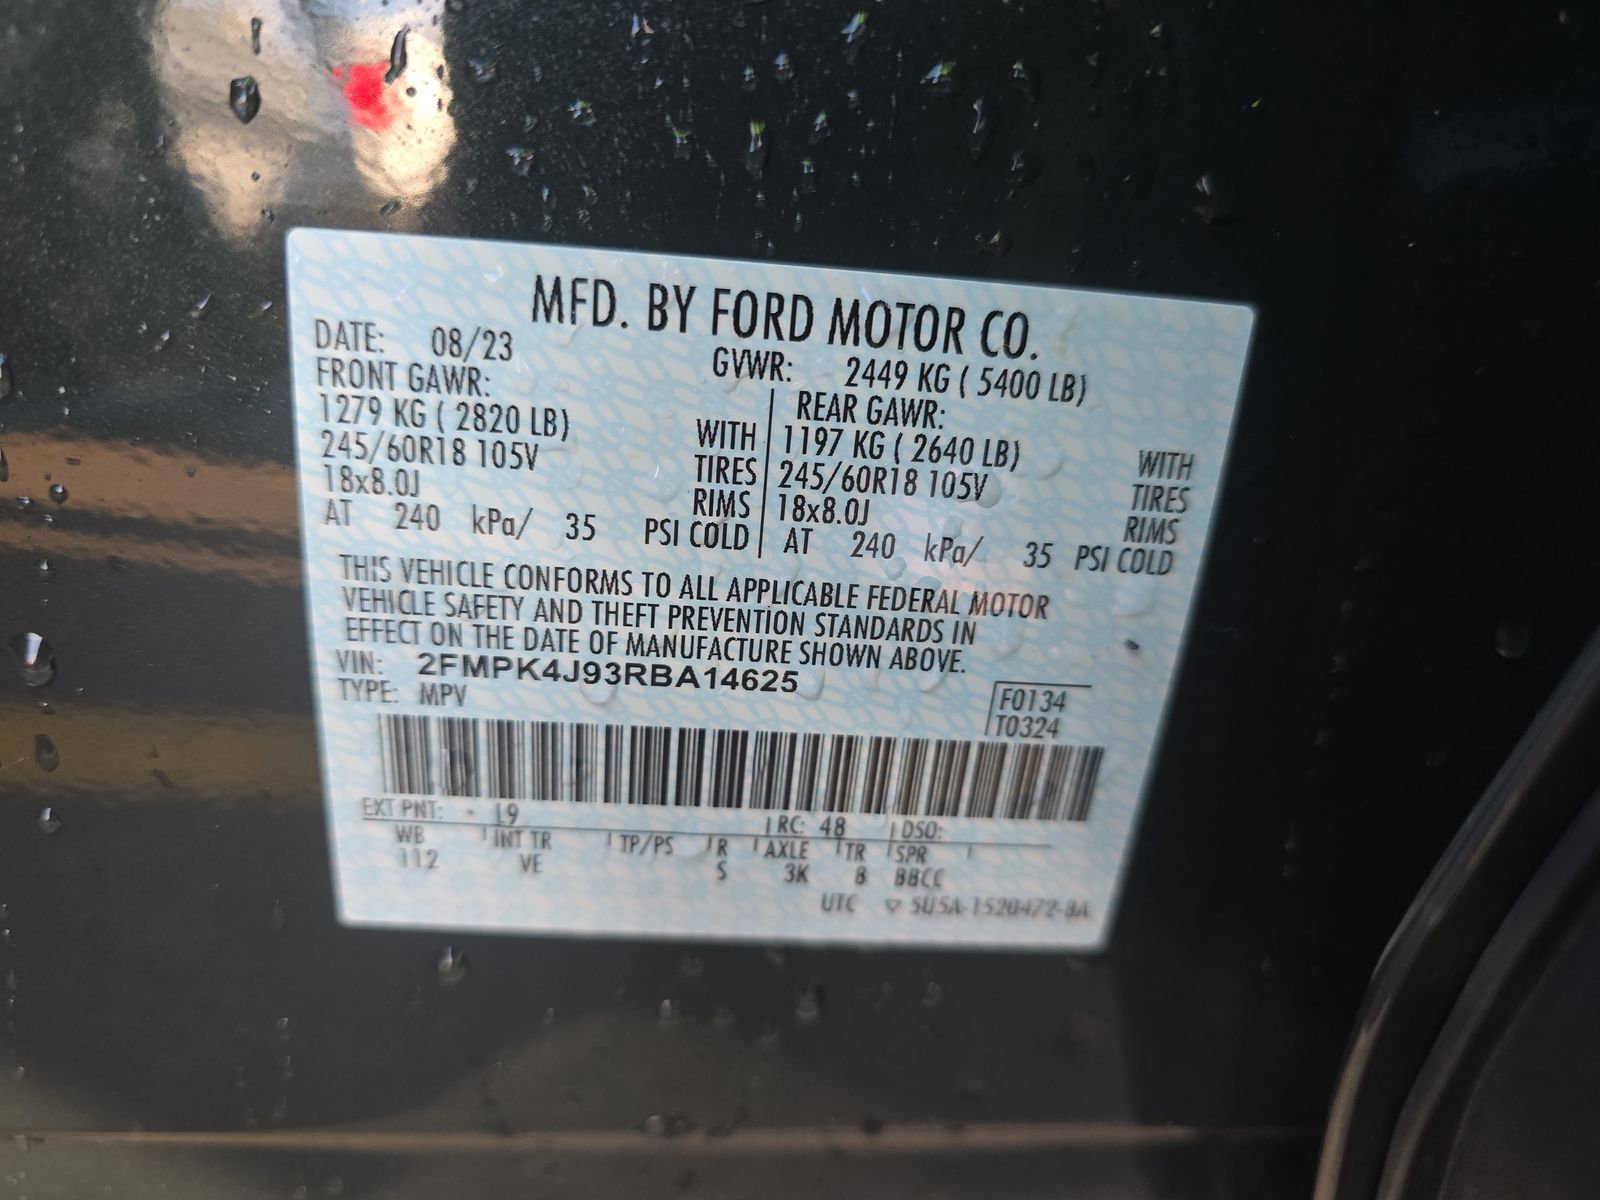 MFD. BY FORD MOTOR CO.
DATE: 08/23 GVWR: 2449 KG ( 5400 LB)
FRONT GAWR: REAR GAWR:
1279 KG ( 2820 LB) WITH 1197 KG ( 2640 LB) WITH
245/60R18 105V TIRES 245/60R18 105V TIRES
18x8.0J RIMS 18x8.0J RIMS
AT 240 kPa/ 35 PSI COLD AT 240 kPa/ 35 PSI COLD
THIS VEHICLE CONFORMS TO ALL APPLICABLE FEDERAL MOTOR
VEHICLE SAFETY AND THEFT PREVENTION STANDARDS IN
EFFECT ON THE DATE OF MANUFACTURE SHOWN ABOVE.
VIN: 2FMPK4J93RBA14625
TYPE: MPV F0134
T0324
EXT PNT: L9 RC: 48 DSO:
WB INT TR TP/PS R AXLE TR SPR
112 VE S 3K 8 BBCC
UTC ▽ 5U5A-1520472-BA